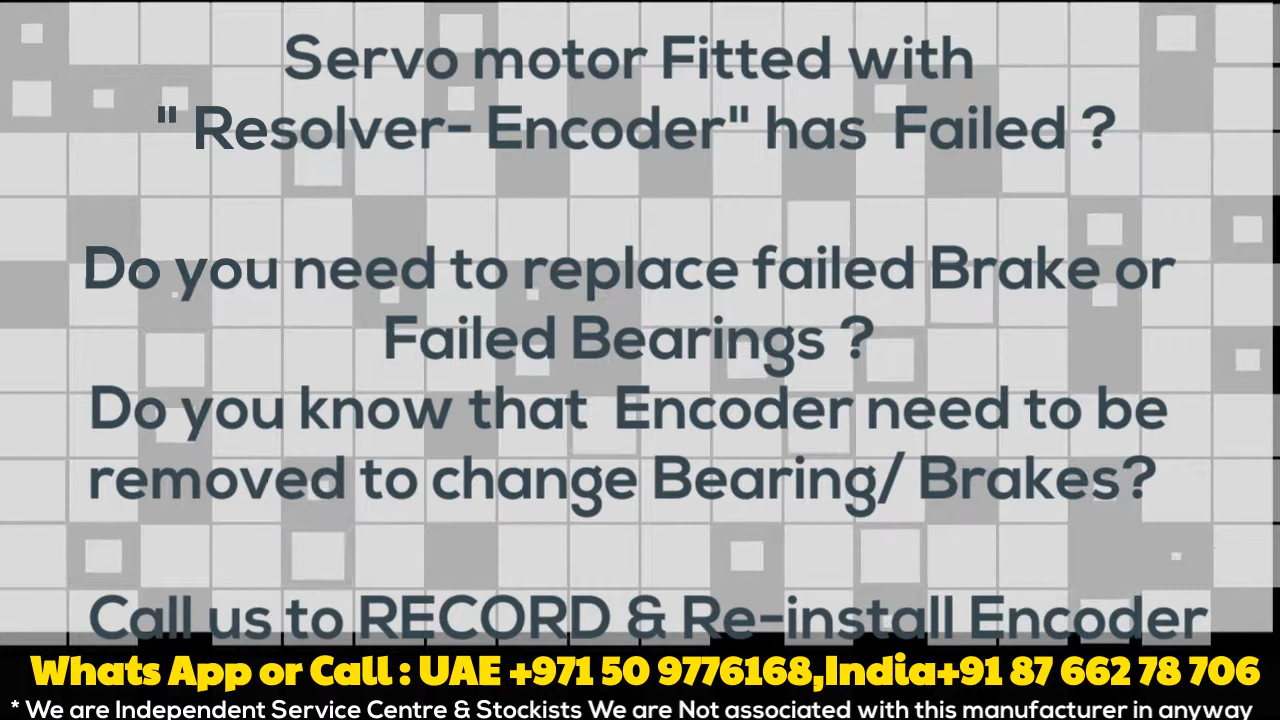 Servo motor Fitted with
" Resolver- Encoder" has Failed ?
Do you need to replace failed Brake or
Failed Bearings ?
Do you know that Encoder need to be
removed to change Bearing/ Brakes?
Call us to RECORD & Re-install Encoder
Whats App or Call : UAE +971 50 9776168,India+91 87 662 78 706
* We are Independent Service Centre & Stockists We are Not associated with this manufacturer in anyway